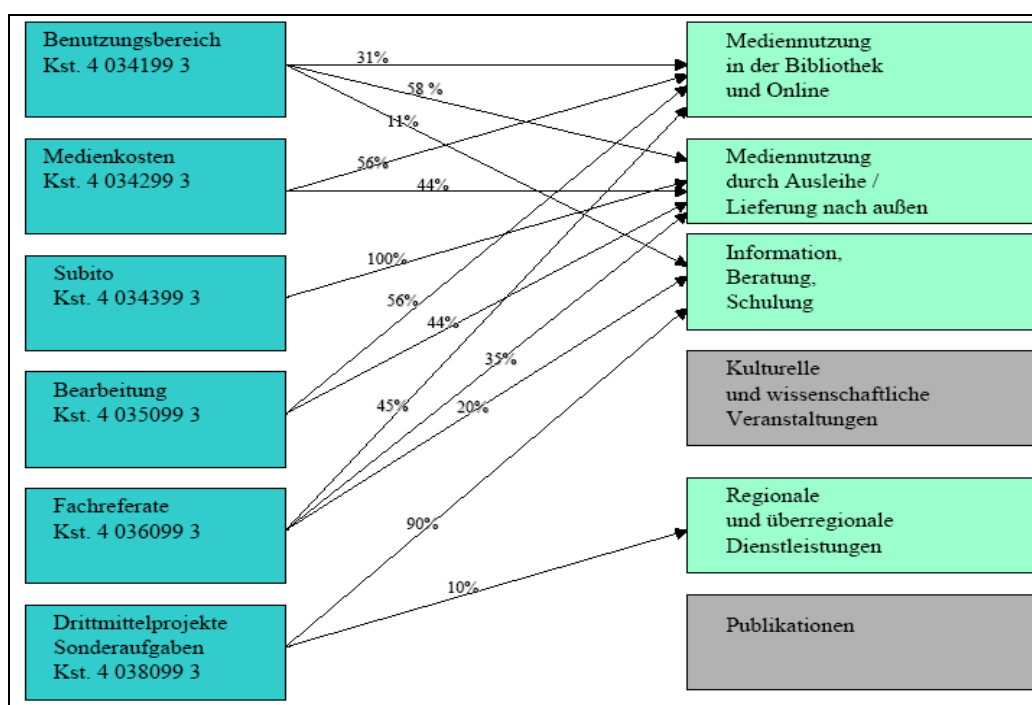 Benutzungsbereich
Kst. 4 034199 3
Medienkosten
Kst. 4 034299 3
Subito
Kst. 4 034399 3
Bearbeitung
Kst. 4 035099 3
Fachreferate
Kst. 4 036099 3
Drittmittelprojekte
Sonderaufgaben
Kst. 4 038099 3
31%
58 %
11%
56%
44%
100%
56%
44%
35%
45%
20%
90%
10%
Mediennutzung
in der Bibliothek
und Online
Mediennutzung
durch Ausleihe /
Lieferung nach außen
Information,
Beratung,
Schulung
Kulturelle
und wissenschaftliche
Veranstaltungen
Regionale
und überregionale
Dienstleistungen
Publikationen